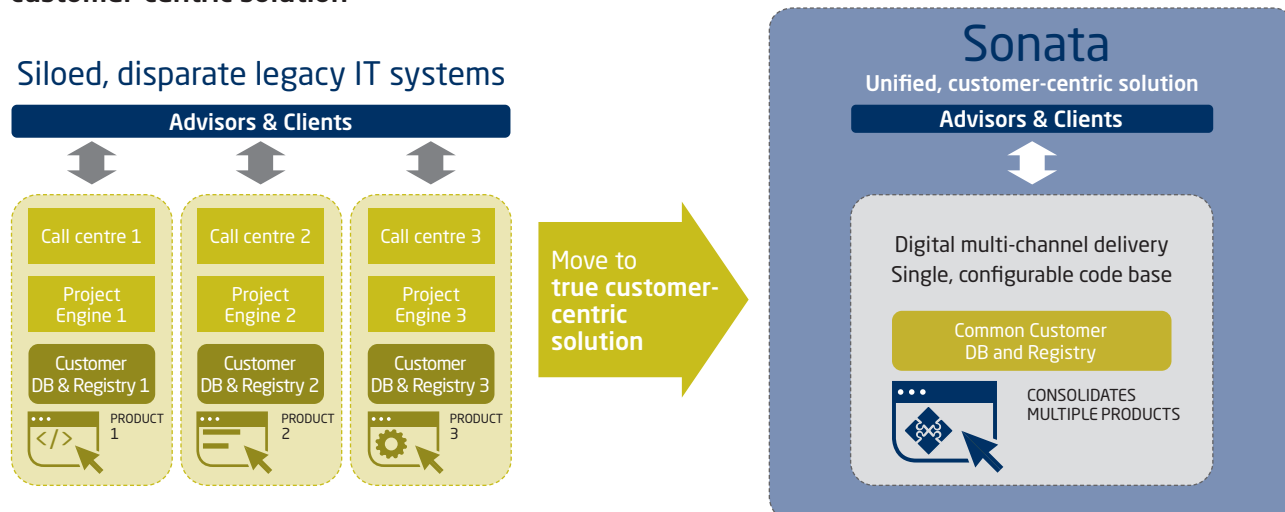 customer-centric solution
Siloed, disparate legacy IT systems
Advisors & Clients
Call centre 1
Project
Engine 1
Customer
DB & Registry 1
</>
PRODUCT
1
Call centre 2
Project
Engine 2
Customer
DB & Registry 2
PRODUCT
2
Call centre 3
Project
Engine 3
Customer
DB & Registry 3
PRODUCT
3
Move to
true customer-
centric
solution
Sonata
Unified, customer-centric solution
Advisors & Clients
Digital multi-channel delivery
Single, configurable code base
Common Customer
DB and Registry
CONSOLIDATES
MULTIPLE PRODUCTS